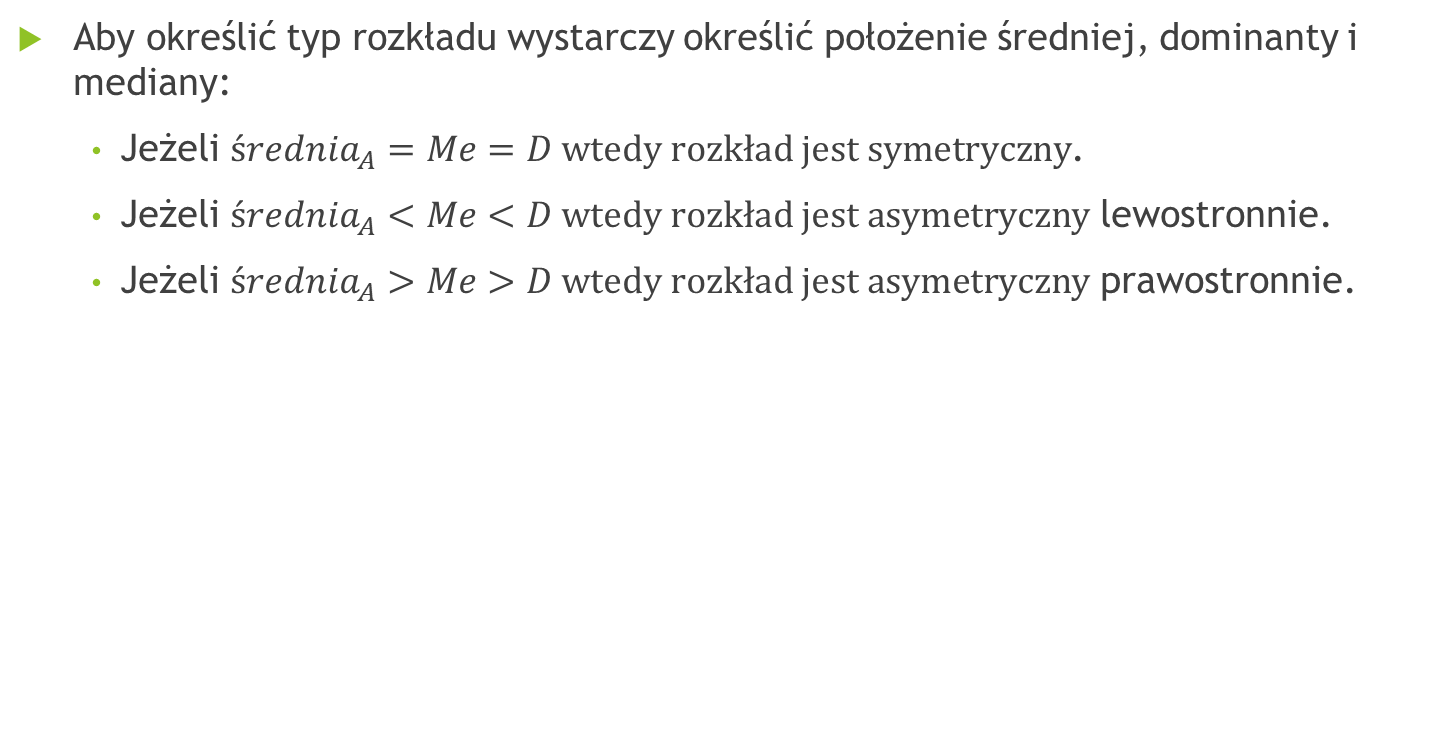 Aby określić typ rozkładu wystarczy określić położenie średniej, dominanty i
mediany:
Jeżeli średnia_A = Me = D wtedy rozkład jest symetryczny.
Jeżeli średnia_A < Me < D wtedy rozkład jest asymetryczny lewostronnie.
Jeżeli średnia_A > Me > D wtedy rozkład jest asymetryczny prawostronnie.